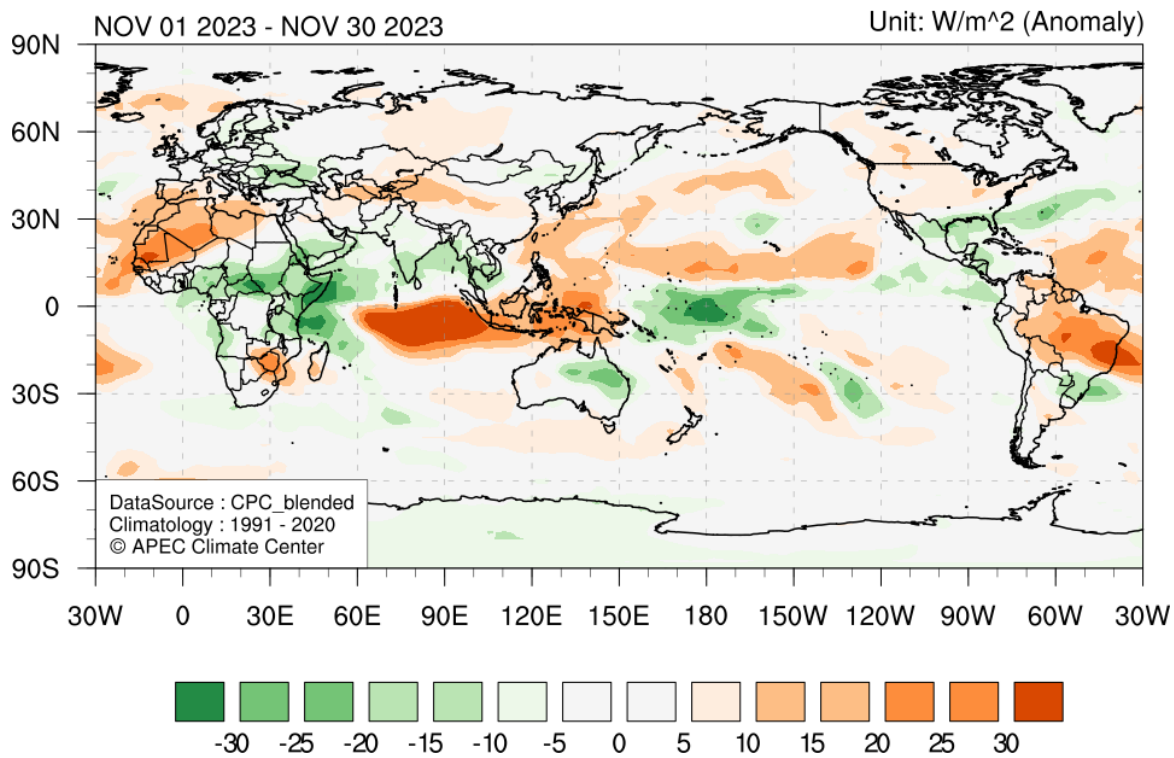 NOV 01 2023 - NOV 30 2023
Unit: W/m^2 (Anomaly)
90N
60N
30N
0
30S
60S
90S
DataSource : CPC_blended
Climatology : 1991 - 2020
© APEC Climate Center
30W 0 30E 60E 90E 120E 150E 180 150W 120W 90W 60W 30W
-30 -25 -20 -15 -10 -5 0 5 10 15 20 25 30